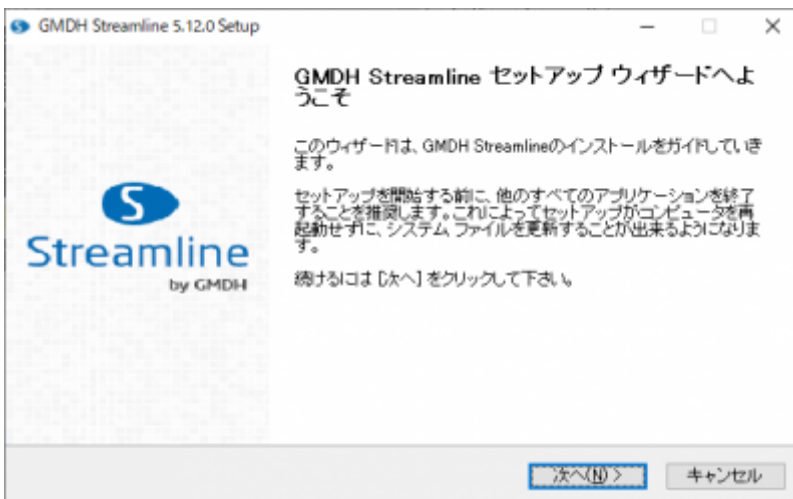 GMDH Streamline 5.12.0 Setup
GMDH Streamline セットアップ ウィザードへよ
うこそ
このウィザードは、GMDH Streamlineのインストールをガイドしていき
ます。
セットアップを開始する前に、他のすべてのアプリケーションを終了
することを推奨します。これによってセットアップがコンピュータを再
起動せずに、システム ファイルを更新することが出来るようになりま
す。
続けるには [次へ] をクリックして下さい。
S
Streamline
by GMDH
次へ(N) >
キャンセル